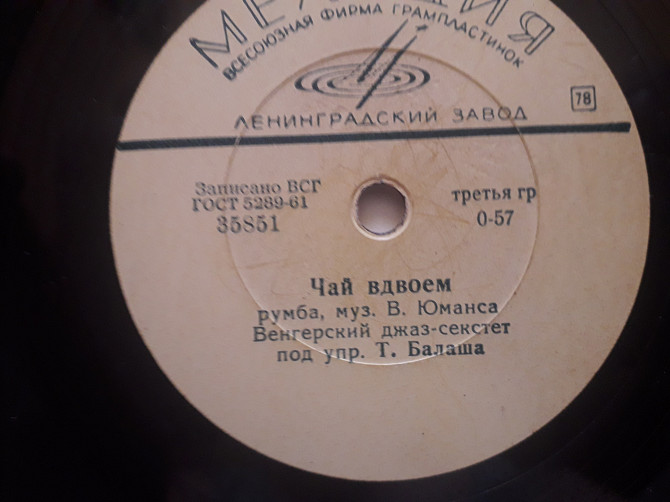 МЕЛОДИЯ
ВСЕСОЮЗНАЯ ФИРМА ГРАМПЛАСТИНОК
78
ЛЕНИНГРАДСКИЙ ЗАВОД
Записано ВСГ
ГОСТ 5289-61
35851
третья гр
0-57
Чай вдвоем
румба, муз. В. Юманса
Венгерский джаз-секстет
под упр. Т. Балаша